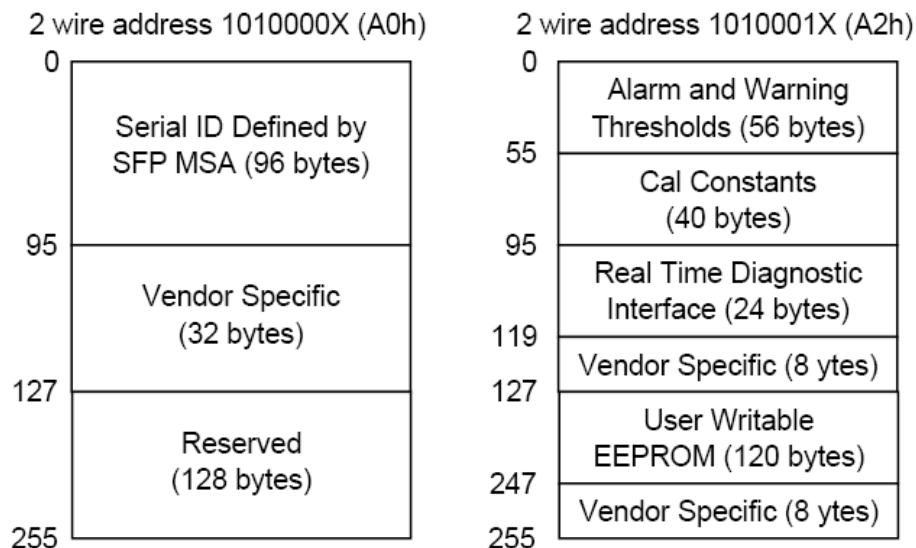 2 wire address 1010000X (A0h)
0
Serial ID Defined by
SFP MSA (96 bytes)
95
Vendor Specific
(32 bytes)
127
Reserved
(128 bytes)
255
2 wire address 1010001X (A2h)
0
Alarm and Warning
Thresholds (56 bytes)
55
Cal Constants
(40 bytes)
95
Real Time Diagnostic
Interface (24 bytes)
119
Vendor Specific (8 ytes)
127
User Writable
EEPROM (120 bytes)
247
Vendor Specific (8 ytes)
255